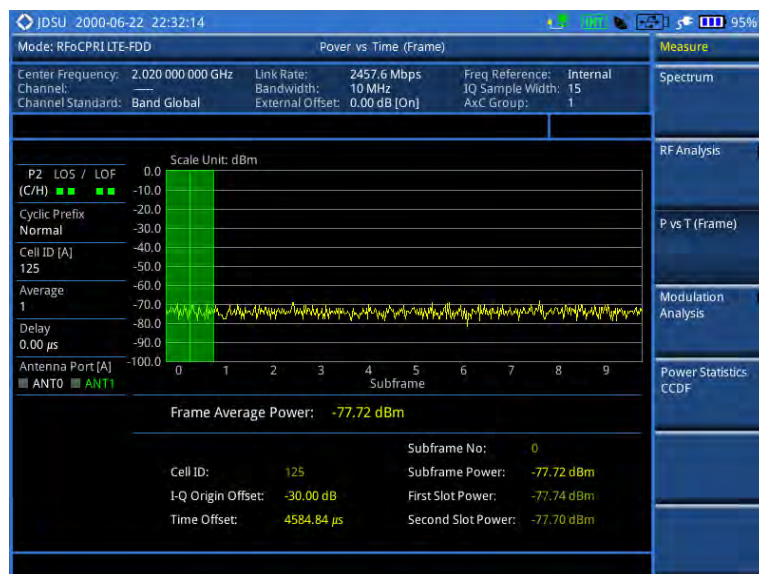 JDSU 2000-06-22 22:32:14 INT 95%
Mode: RFoCPRI LTE-FDD Power vs Time (Frame) Measure
Center Frequency: 2.020 000 000 GHz Link Rate: 2457.6 Mbps Freq Reference: Internal
Channel: ---- Bandwidth: 10 MHz IQ Sample Width: 15
Channel Standard: Band Global External Offset: 0.00 dB [On] AxC Group: 1
Spectrum
RF Analysis
P vs T (Frame)
Modulation
Analysis
Power Statistics
CCDF
P2 LOS / LOF
(C/H)
Cyclic Prefix
Normal
Cell ID [A]
125
Average
1
Delay
0.00 µs
Antenna Port [A]
ANT0 ANT1
Scale Unit: dBm
0.0
-10.0
-20.0
-30.0
-40.0
-50.0
-60.0
-70.0
-80.0
-90.0
-100.0
0 1 2 3 4 5 6 7 8 9
Subframe
Frame Average Power: -77.72 dBm
Subframe No: 0
Cell ID: 125 Subframe Power: -77.72 dBm
I-Q Origin Offset: -30.00 dB First Slot Power: -77.74 dBm
Time Offset: 4584.84 µs Second Slot Power: -77.70 dBm